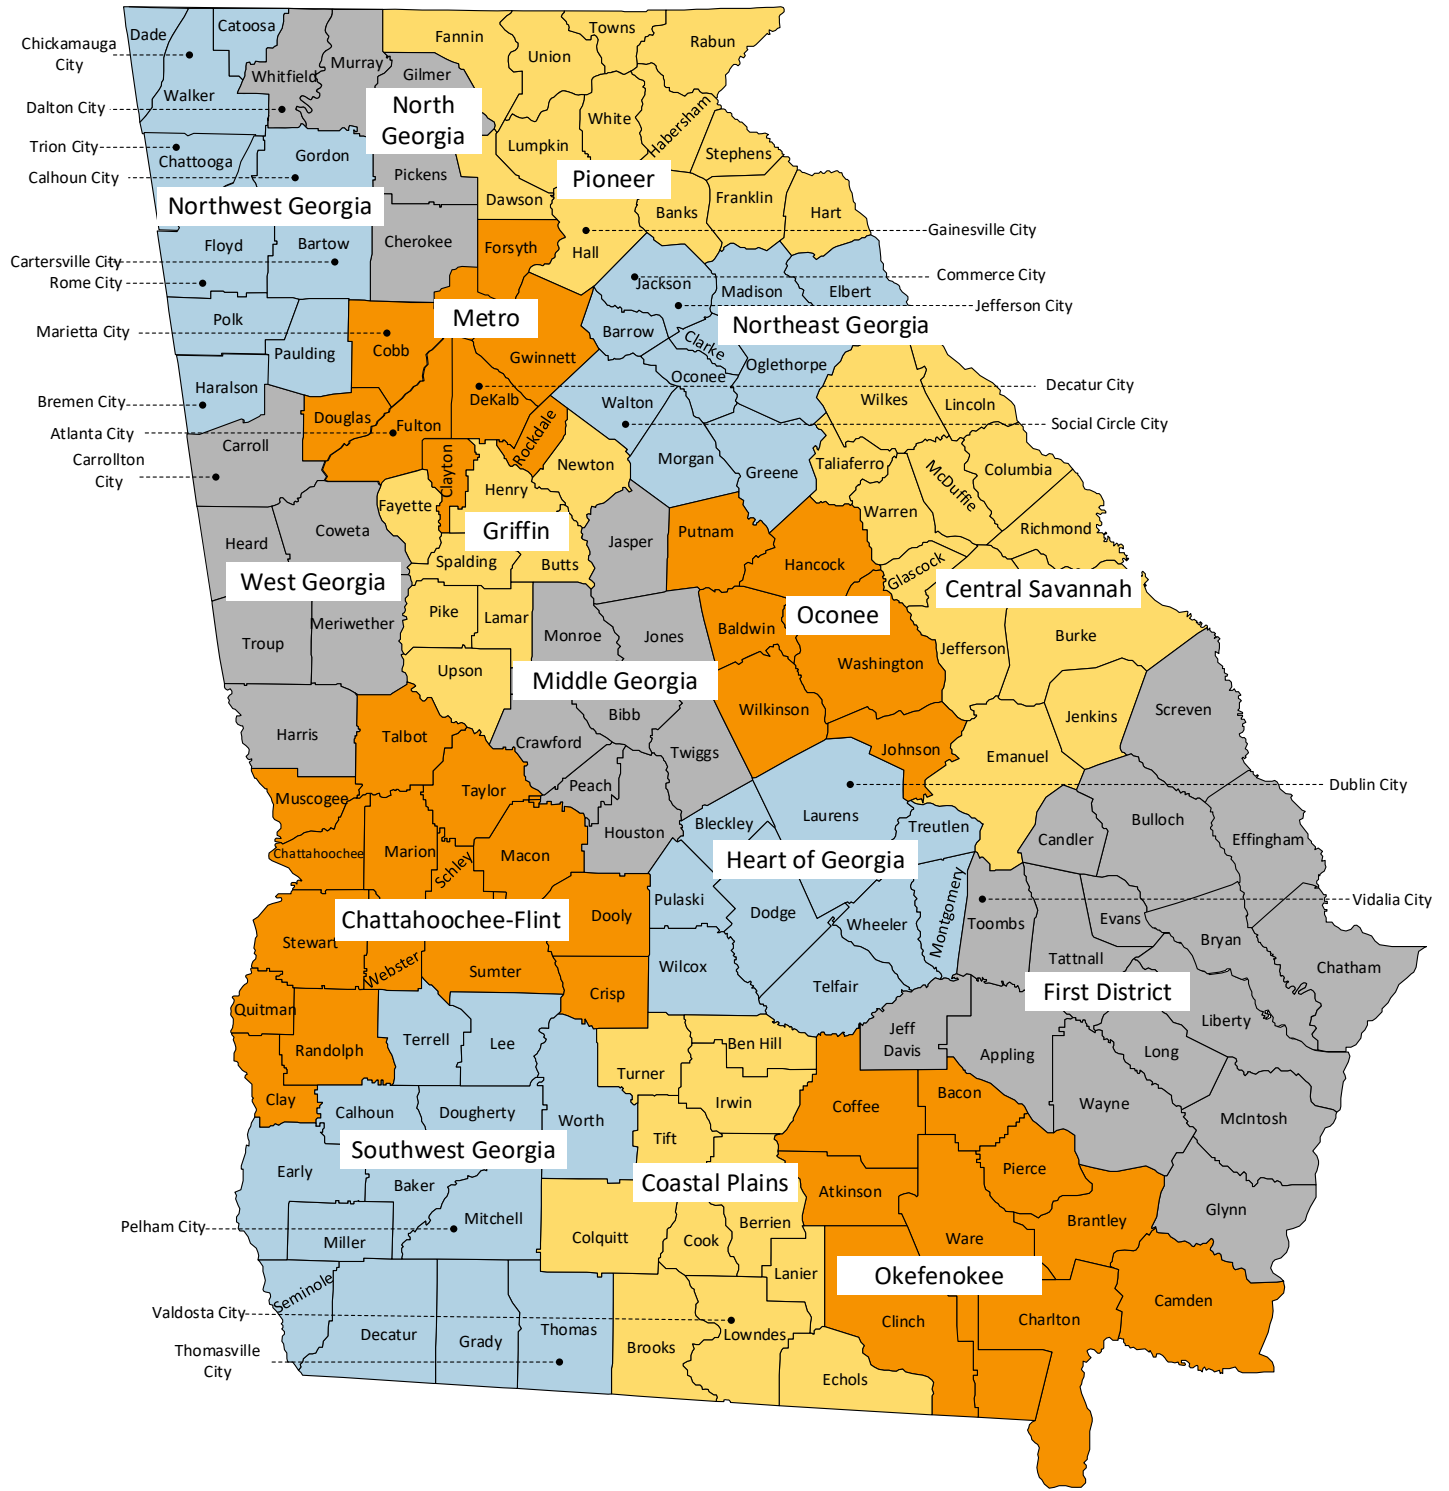 Dade
Catoosa
Fannin
Towns
Rabun
Union
Chickamauga
City
Whitfield
Murray
Gilmer
Walker
Dalton City
North
Georgia
White
Habersham
Lumpkin
Stephens
Trion City
Chattooga
Gordon
Calhoun City
Pickens
Pioneer
Northwest Georgia
Dawson
Banks
Franklin
Hart
Floyd
Bartow
Cherokee
Forsyth
Hall
Gainesville City
Cartersville City
Rome City
Jackson
Madison
Elbert
Commerce City
Jefferson City
Polk
Metro
Northeast Georgia
Marietta City
Barrow
Clarke
Paulding
Cobb
Gwinnett
Oglethorpe
Oconee
Haralson
DeKalb
Decatur City
Bremen City
Walton
Wilkes
Lincoln
Douglas
Fulton
Rockdale
Social Circle City
Atlanta City
Carroll
Carrollton
City
Clayton
Newton
Morgan
Greene
Taliaferro
McDuffie
Columbia
Henry
Fayette
Warren
Richmond
Coweta
Heard
Griffin
Jasper
Putnam
Spalding
Butts
Hancock
Glascock
West Georgia
Central Savannah
Pike
Lamar
Oconee
Troup
Meriwether
Monroe
Jones
Baldwin
Washington
Jefferson
Burke
Upson
Middle Georgia
Harris
Talbot
Bibb
Crawford
Wilkinson
Jenkins
Screven
Twiggs
Johnson
Emanuel
Muscogee
Taylor
Peach
Dublin City
Houston
Bleckley
Laurens
Treutlen
Candler
Bulloch
Effingham
Chattahoochee
Marion
Schley
Macon
Heart of Georgia
Pulaski
Montgomery
Vidalia City
Chattahoochee-Flint
Dooly
Dodge
Wheeler
Toombs
Evans
Stewart
Bryan
Webster
Sumter
Wilcox
Tattnall
Chatham
Crisp
Telfair
First District
Quitman
Randolph
Terrell
Lee
Ben Hill
Jeff
Davis
Appling
Long
Liberty
Turner
Clay
Calhoun
Dougherty
Worth
Irwin
Coffee
Bacon
Wayne
McIntosh
Tift
Southwest Georgia
Early
Baker
Coastal Plains
Atkinson
Pierce
Mitchell
Pelham City
Miller
Colquitt
Cook
Berrien
Ware
Brantley
Glynn
Lanier
Okefenokee
Seminole
Valdosta City
Decatur
Grady
Thomas
Brooks
Lowndes
Clinch
Charlton
Camden
Thomasville
City
Echols